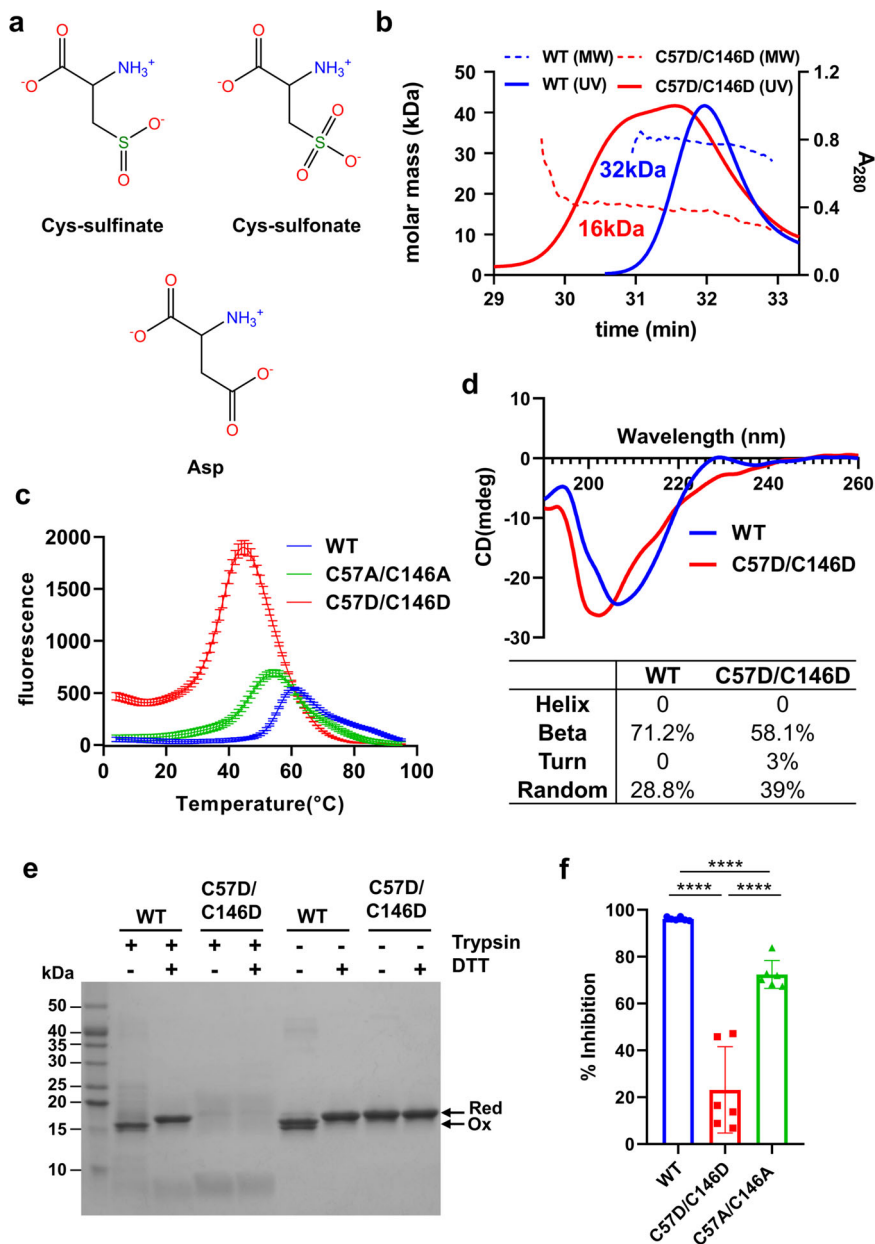 a
O
-O
NH3+
S
O-
O
Cys-sulfinate
O
-O
NH3+
S
O
O-
O
Cys-sulfonate
O
-O
NH3+
O-
O
Asp
b
WT (MW) C57D/C146D (MW)
WT (UV) C57D/C146D (UV)
molar mass (kDa)
50
40
30
20
10
0
32kDa
16kDa
1.2
0.8
0.4
0.0
A280
29 30 31 32 33
time (min)
c
fluorescence
2000
1500
1000
500
0
WT
C57A/C146A
C57D/C146D
0 20 40 60 80 100
Temperature(°C)
d
CD(mdeg)
10
0
-10
-20
-30
Wavelength (nm)
200 220 240 260
WT
C57D/C146D
WT C57D/C146D
Helix 0 0
Beta 71.2% 58.1%
Turn 0 3%
Random 28.8% 39%
e
WT C57D/C146D WT C57D/C146D
+ + + + - - - - Trypsin
- + - + - + - + DTT
kDa
50
40
35
30
25
20
15
10
Red
Ox
f
****
**** ****
% Inhibition
100
80
60
40
20
0
WT
C57D/C146D
C57A/C146A